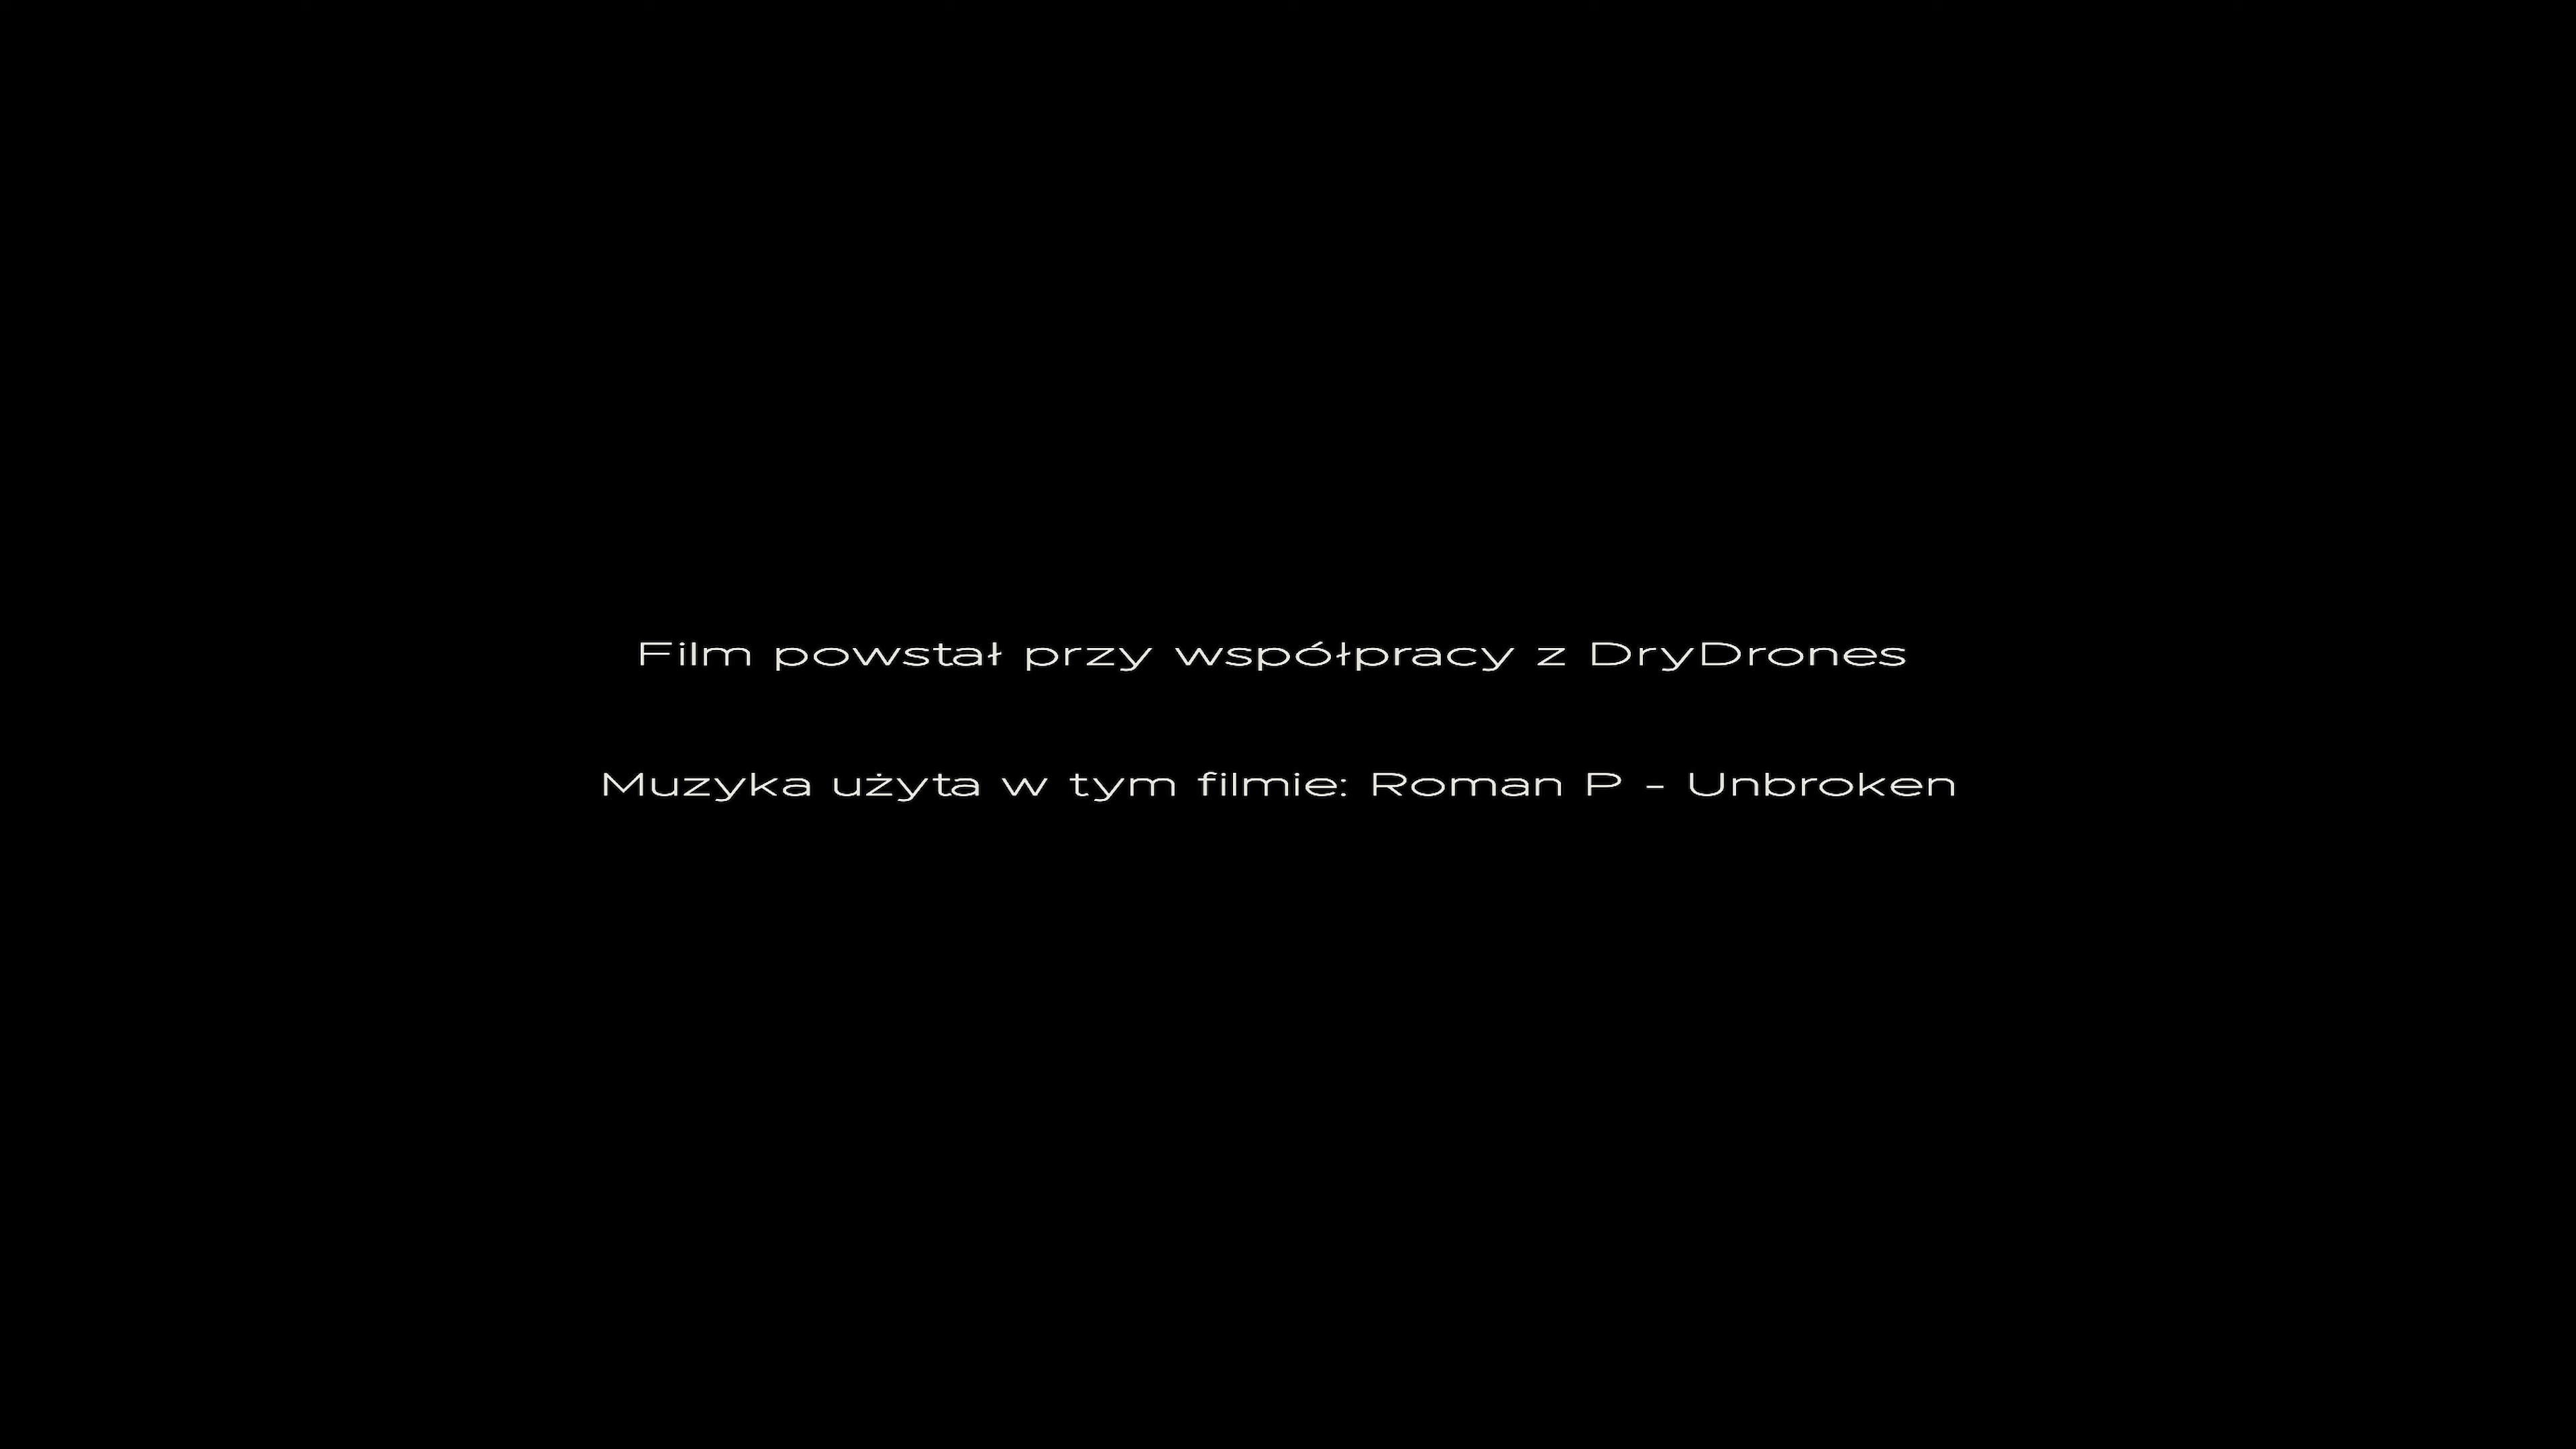 Film powstał przy współpracy z DryDrones
Muzyka użyta w tym filmie: Roman P - Unbroken